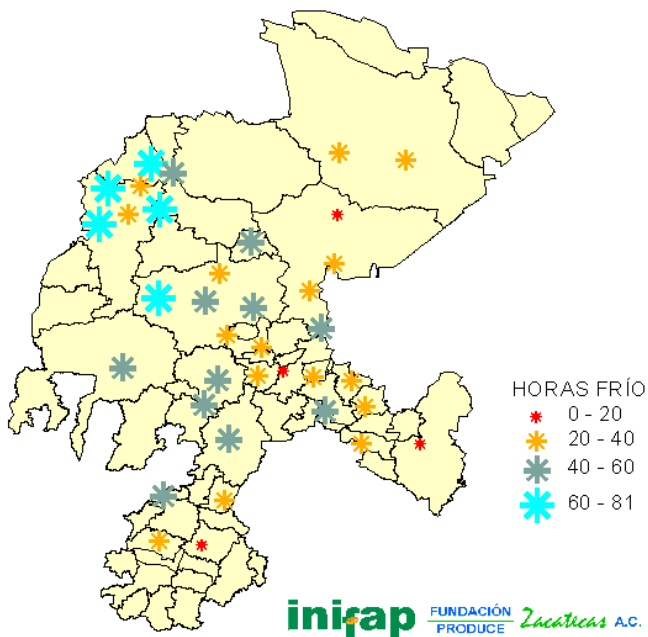 HORAS FRÍO
0 - 20
20 - 40
40 - 60
60 - 81
inifap
FUNDACIÓN
PRODUCE
Zacatecas A.C.